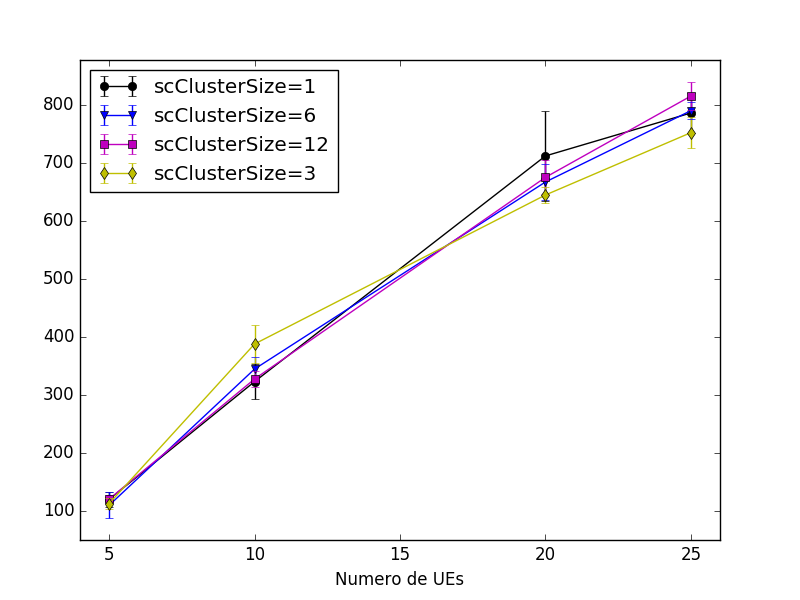 scClusterSize=1
scClusterSize=6
scClusterSize=12
scClusterSize=3
800
700
600
500
400
300
200
100
5 10 15 20 25
Numero de UEs